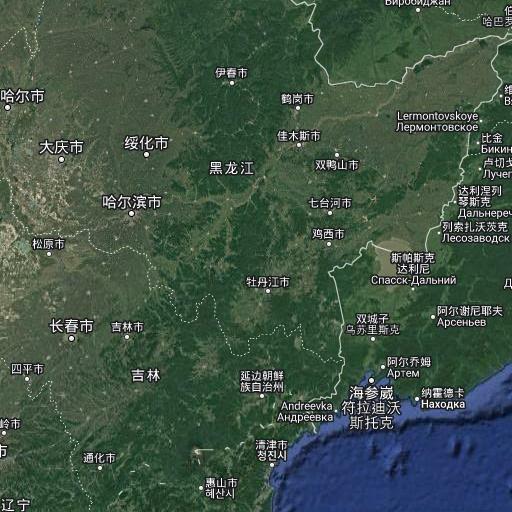 Биробиджан
伯
哈巴罗
伊春市
哈尔市
鹤岗市
Lermontovskoye
Лермонтовское
佳木斯市
大庆市
绥化市
双鸭山市
比金
Бикин
黑龙江
卢切戈
Лучег
哈尔滨市
七台河市
达利涅列
琴斯克
Дальнереч
松原市
鸡西市
列索扎沃茨克
Лесозаводск
斯帕斯克
达利尼
Спасск-Дальний
牡丹江市
长春市
吉林市
双城子
乌苏里斯克
阿尔谢尼耶夫
Арсеньев
四平市
吉林
延边朝鲜
族自治州
阿尔乔姆
Артем
海参崴
符拉迪沃
斯托克
纳霍德卡
Находка
Andreevka
Андреевка
岭市
市
通化市
清津市
청진시
惠山市
혜산시
辽宁